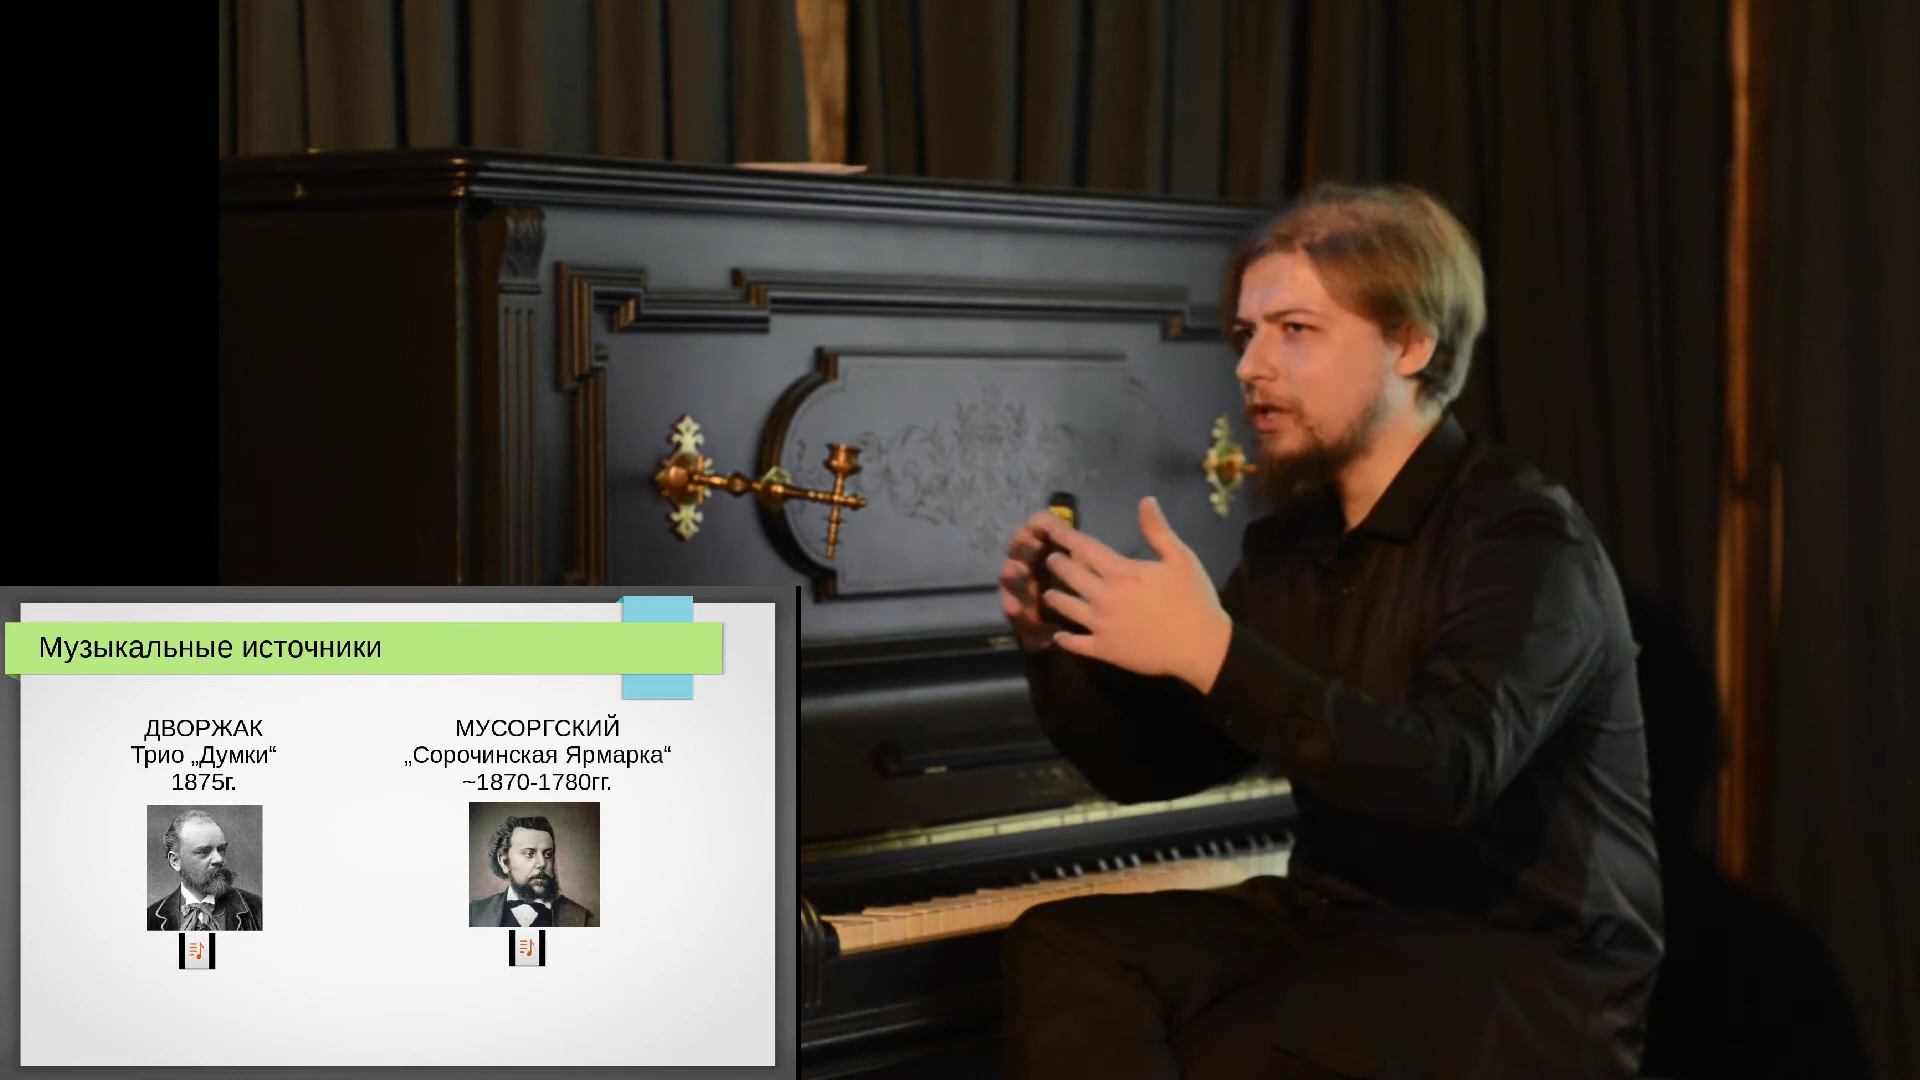 Музыкальные источники
ДВОРЖАК
Трио „Думки“
1875г.
МУСОРГСКИЙ
„Сорочинская Ярмарка“
~1870-1780гг.